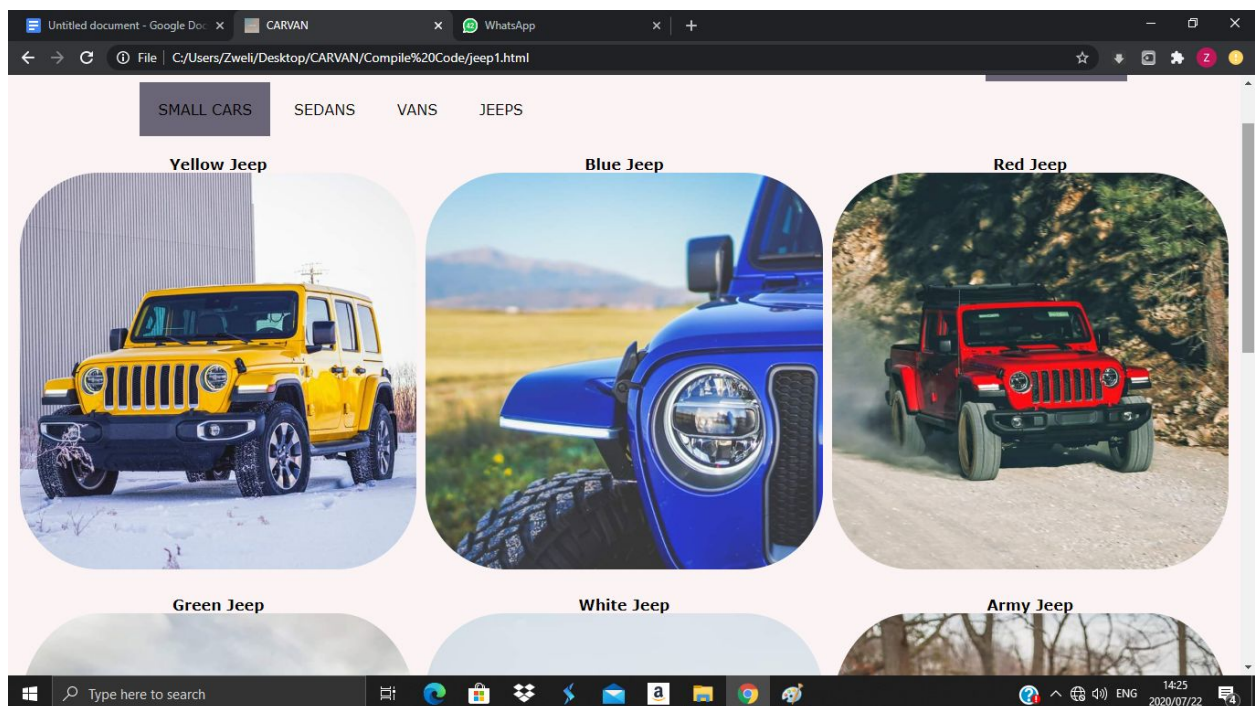 Untitled document - Google Doc
CARVAN
WhatsApp
File C:/Users/Zweli/Desktop/CARVAN/Compile%20Code/jeep1.html
Z
SMALL CARS SEDANS VANS JEEPS
Yellow Jeep Blue Jeep Red Jeep
Green Jeep White Jeep Army Jeep
Type here to search
a
ENG
14:25
2020/07/22
4